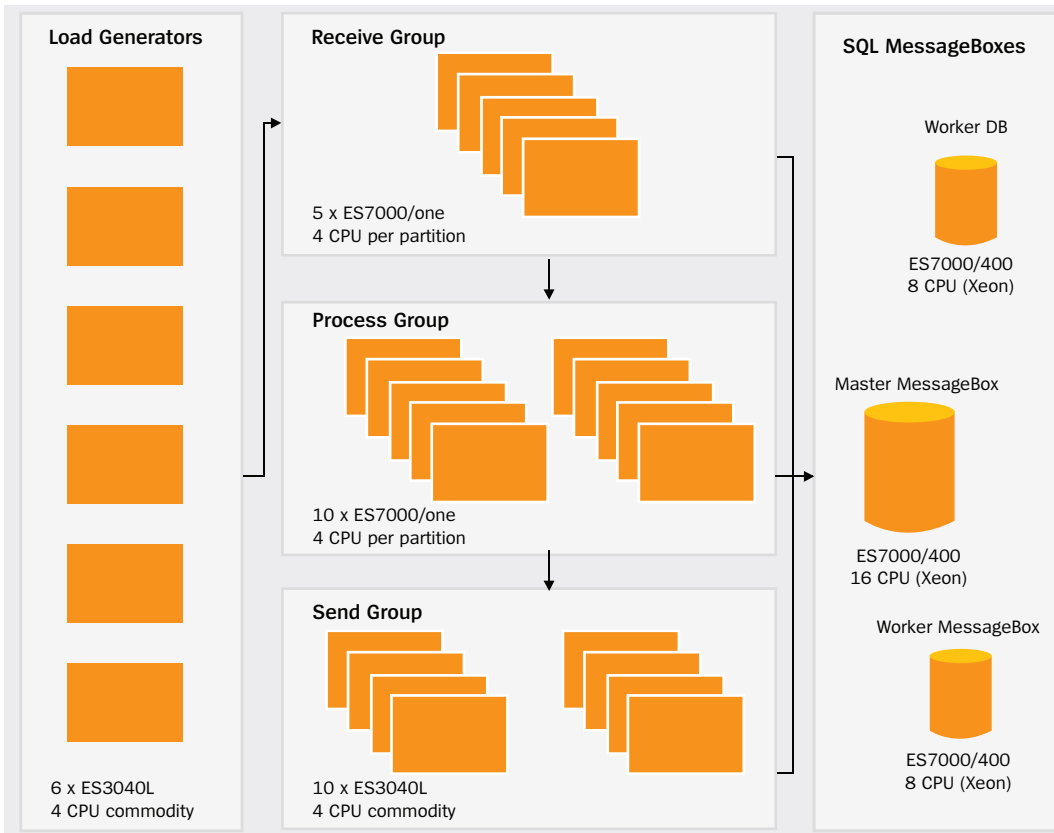 Load Generators
6 x ES3040L
4 CPU commodity
Receive Group
5 x ES7000/one
4 CPU per partition
Process Group
10 x ES7000/one
4 CPU per partition
Send Group
10 x ES3040L
4 CPU commodity
SQL MessageBoxes
Worker DB
ES7000/400
8 CPU (Xeon)
Master MessageBox
ES7000/400
16 CPU (Xeon)
Worker MessageBox
ES7000/400
8 CPU (Xeon)